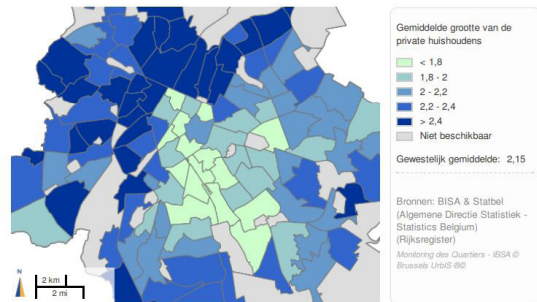 Gemiddelde grootte van de
private huishoudens
< 1,8
1,8 - 2
2 - 2,2
2,2 - 2,4
> 2,4
Niet beschikbaar
Gewestelijk gemiddelde: 2,15
Bronnen: BISA & Statbel
(Algemene Directie Statistiek -
Statistics Belgium)
(Rijksregister)
Monitoring des Quartiers - IBSA ©
Brussels UrbIS ®©
N
2 km
2 mi